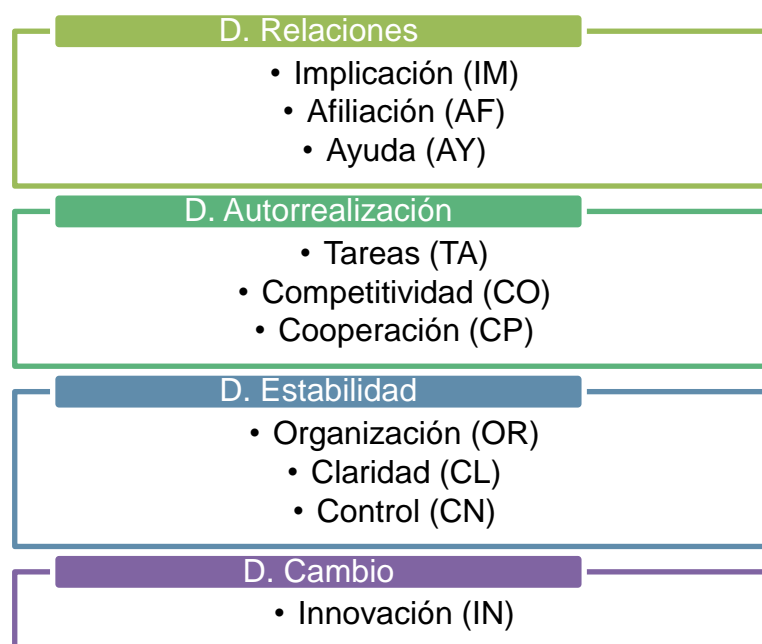 D. Relaciones
• Implicación (IM)
• Afiliación (AF)
• Ayuda (AY)
D. Autorrealización
• Tareas (TA)
• Competitividad (CO)
• Cooperación (CP)
D. Estabilidad
• Organización (OR)
• Claridad (CL)
• Control (CN)
D. Cambio
• Innovación (IN)